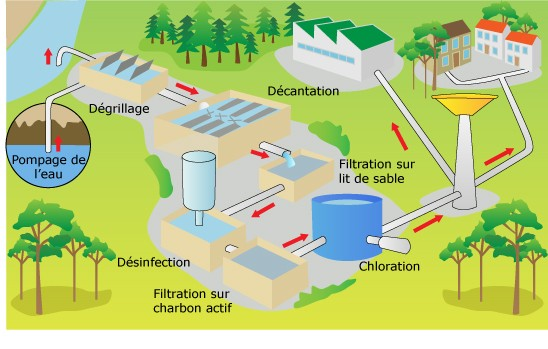 Décantation
Dégrillage
Pompage de
l'eau
Filtration sur
lit de sable
Désinfection
Chloration
Filtration sur
charbon actif